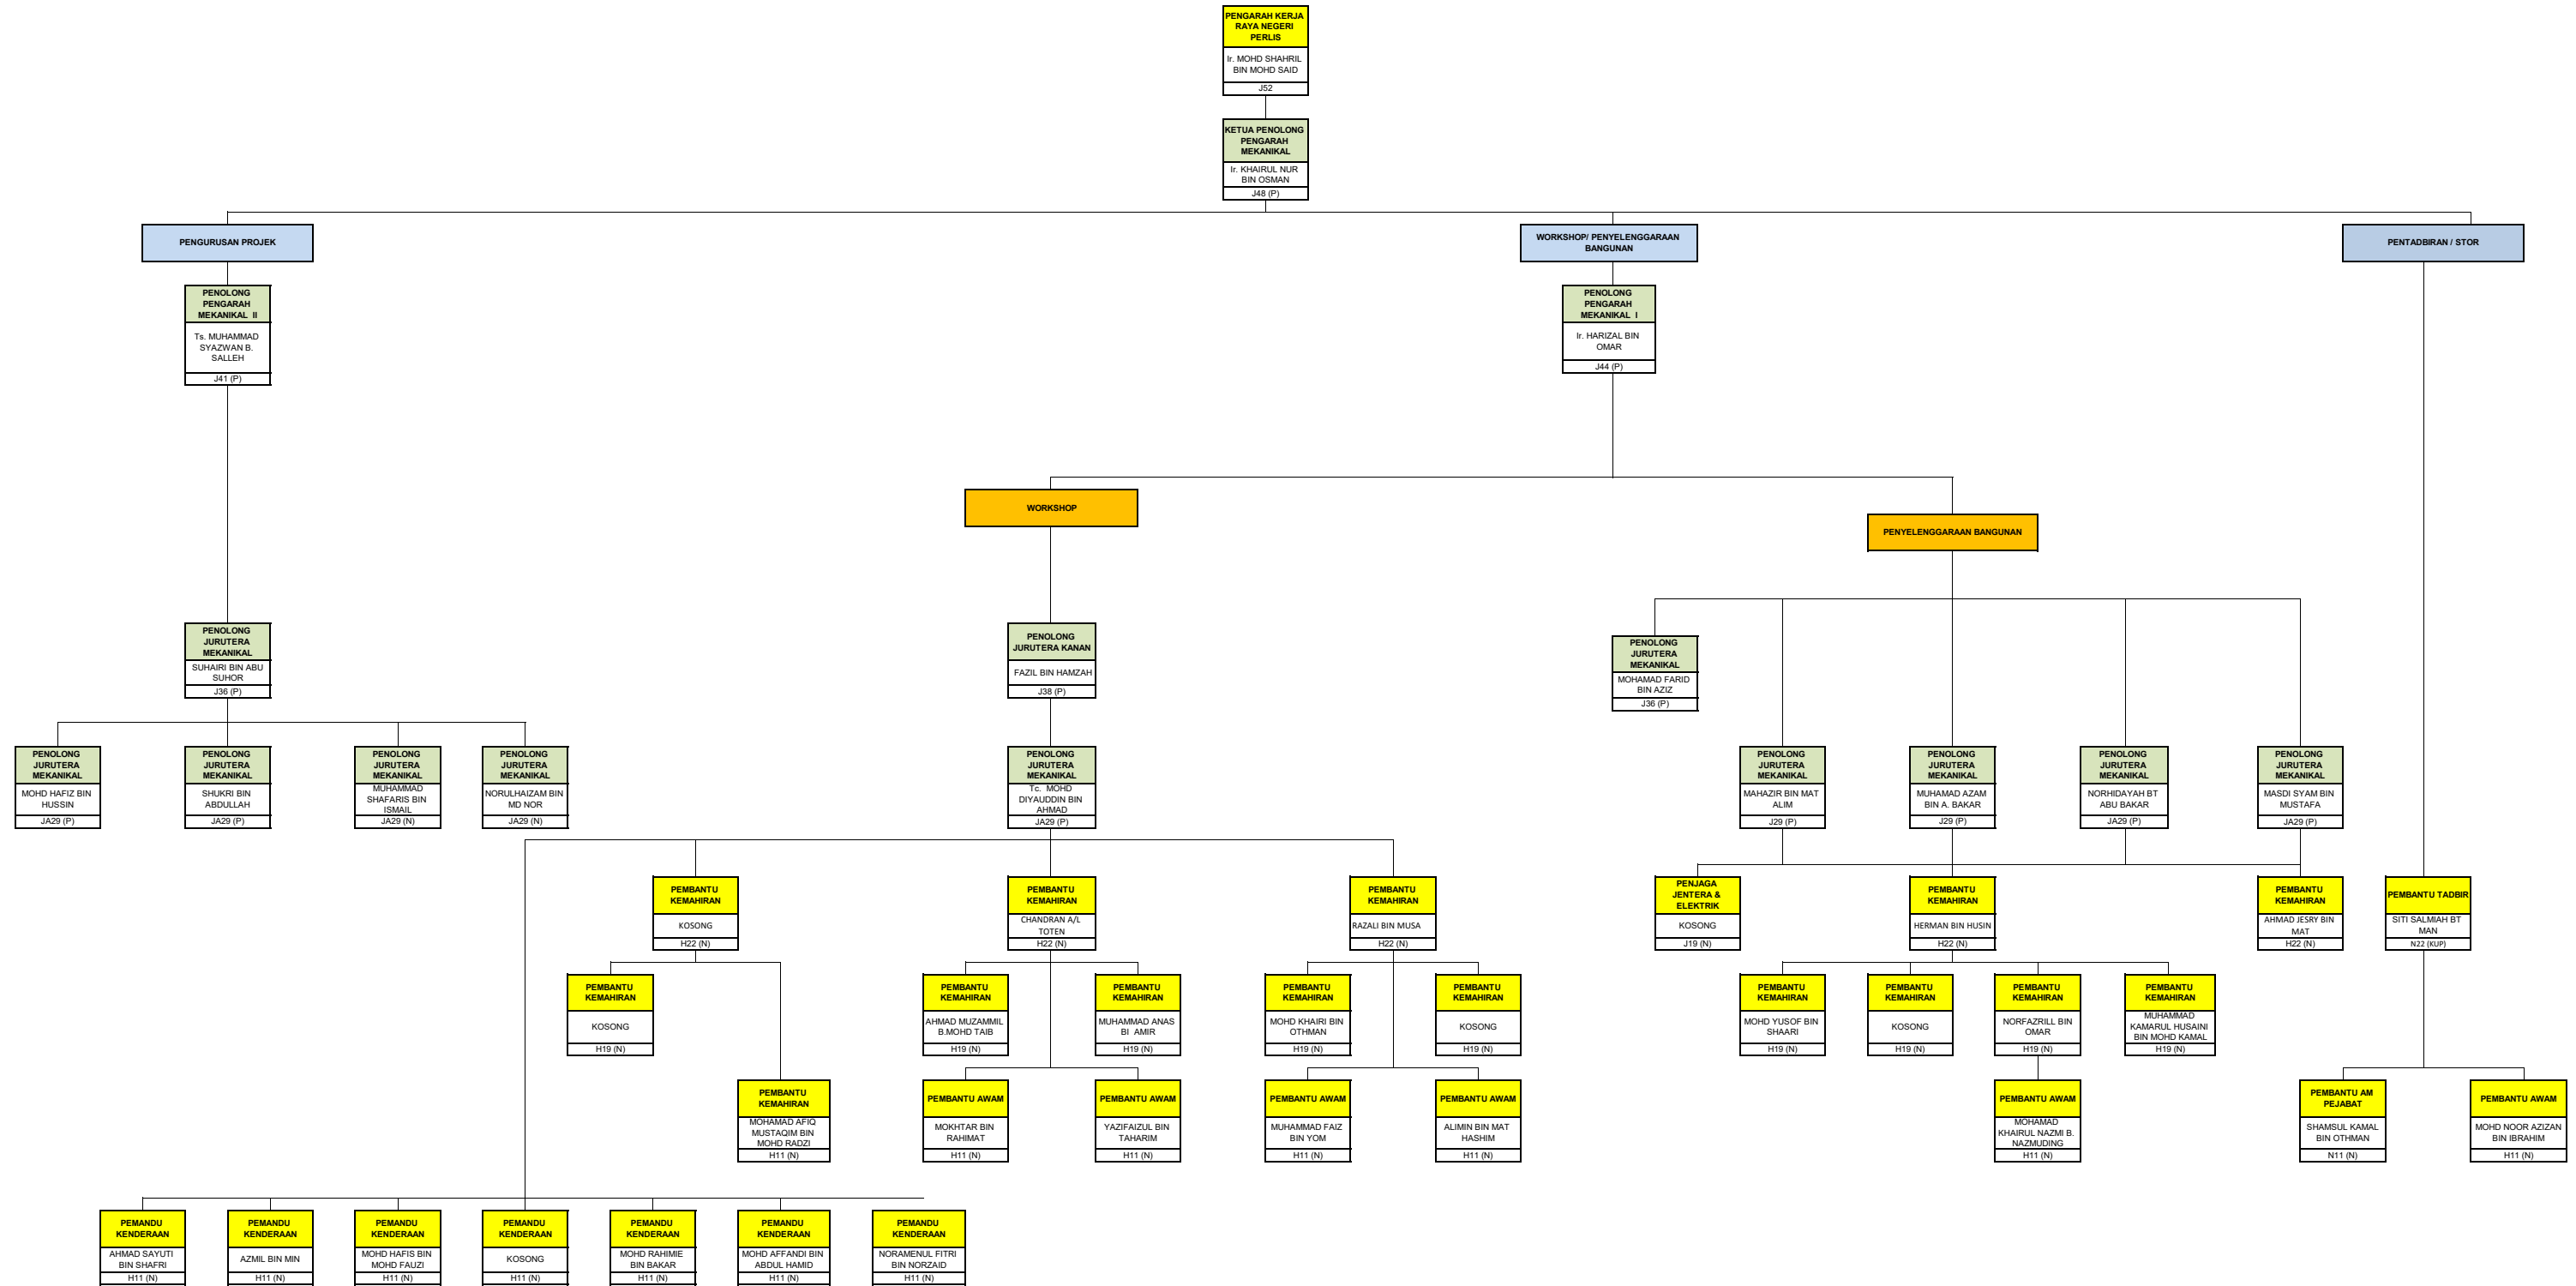 PENGARAH KERJA
RAYA NEGERI
PERLIS
Ir. MOHD SHAHRIL
BIN MOHD SAID
J52
KETUA PENOLONG
PENGARAH
MEKANIKAL
Ir. KHAIRUL NUR
BIN OSMAN
J48 (P)
PENGURUSAN PROJEK
WORKSHOP/ PENYELENGGARAAN
BANGUNAN
PENTADBIRAN / STOR
PENOLONG
PENGARAH
MEKANIKAL II
Ts. MUHAMMAD
SYAZWAN B.
SALLEH
J41 (P)
PENOLONG
PENGARAH
MEKANIKAL I
Ir. HARIZAL BIN
OMAR
J44 (P)
WORKSHOP
PENYELENGGARAAN BANGUNAN
PENOLONG
JURUTERA
MEKANIKAL
SUHAIRI BIN ABU
SUHOR
J36 (P)
PENOLONG
JURUTERA KANAN
FAZIL BIN HAMZAH
J38 (P)
PENOLONG
JURUTERA
MEKANIKAL
MOHAMAD FARID
BIN AZIZ
J36 (P)
PENOLONG
JURUTERA
MEKANIKAL
MOHD HAFIZ BIN
HUSSIN
JA29 (P)
PENOLONG
JURUTERA
MEKANIKAL
SHUKRI BIN
ABDULLAH
JA29 (P)
PENOLONG
JURUTERA
MEKANIKAL
MUHAMMAD
SHAFARIS BIN
ISMAIL
JA29 (N)
PENOLONG
JURUTERA
MEKANIKAL
NORULHAIZAM BIN
MD NOR
JA29 (N)
PENOLONG
JURUTERA
MEKANIKAL
Tc. MOHD
DIYAUDDIN BIN
AHMAD
JA29 (P)
PENOLONG
JURUTERA
MEKANIKAL
MAHAZIR BIN MAT
ALIM
J29 (P)
PENOLONG
JURUTERA
MEKANIKAL
MUHAMAD AZAM
BIN A. BAKAR
J29 (P)
PENOLONG
JURUTERA
MEKANIKAL
NORHIDAYAH BT
ABU BAKAR
JA29 (P)
PENOLONG
JURUTERA
MEKANIKAL
MASDI SYAM BIN
MUSTAFA
JA29 (P)
PEMBANTU
KEMAHIRAN
KOSONG
H22 (N)
PEMBANTU
KEMAHIRAN
CHANDRAN A/L
TOTEN
H22 (N)
PEMBANTU
KEMAHIRAN
RAZALI BIN MUSA
H22 (N)
PENJAGA
JENTERA &
ELEKTRIK
KOSONG
J19 (N)
PEMBANTU
KEMAHIRAN
HERMAN BIN HUSIN
H22 (N)
PEMBANTU
KEMAHIRAN
AHMAD JESRY BIN
MAT
H22 (N)
PEMBANTU TADBIR
SITI SALMIAH BT
MAN
N22 (KUP)
PEMBANTU
KEMAHIRAN
KOSONG
H19 (N)
PEMBANTU
KEMAHIRAN
AHMAD MUZAMMIL
B.MOHD TAIB
H19 (N)
PEMBANTU
KEMAHIRAN
MUHAMMAD ANAS
BI AMIR
H19 (N)
PEMBANTU
KEMAHIRAN
MOHD KHAIRI BIN
OTHMAN
H19 (N)
PEMBANTU
KEMAHIRAN
KOSONG
H19 (N)
PEMBANTU
KEMAHIRAN
MOHD YUSOF BIN
SHAARI
H19 (N)
PEMBANTU
KEMAHIRAN
KOSONG
H19 (N)
PEMBANTU
KEMAHIRAN
NORFAZRILL BIN
OMAR
H19 (N)
PEMBANTU
KEMAHIRAN
MUHAMMAD
KAMARUL HUSAINI
BIN MOHD KAMAL
H19 (N)
PEMBANTU
KEMAHIRAN
MOHAMAD AFIQ
MUSTAQIM BIN
MOHD RADZI
H11 (N)
PEMBANTU AWAM
MOKHTAR BIN
RAHIMAT
H11 (N)
PEMBANTU AWAM
YAZIFAIZUL BIN
TAHARIM
H11 (N)
PEMBANTU AWAM
MUHAMMAD FAIZ
BIN YOM
H11 (N)
PEMBANTU AWAM
ALIMIN BIN MAT
HASHIM
H11 (N)
PEMBANTU AWAM
MOHAMAD
KHAIRUL NAZMI B.
NAZMUDING
H11 (N)
PEMBANTU AM
PEJABAT
SHAMSUL KAMAL
BIN OTHMAN
N11 (N)
PEMBANTU AWAM
MOHD NOOR AZIZAN
BIN IBRAHIM
H11 (N)
PEMANDU
KENDERAAN
AHMAD SAYUTI
BIN SHAFRI
H11 (N)
PEMANDU
KENDERAAN
AZMIL BIN MIN
H11 (N)
PEMANDU
KENDERAAN
MOHD HAFIS BIN
MOHD FAUZI
H11 (N)
PEMANDU
KENDERAAN
KOSONG
H11 (N)
PEMANDU
KENDERAAN
MOHD RAHIMIE
BIN BAKAR
H11 (N)
PEMANDU
KENDERAAN
MOHD AFFANDI BIN
ABDUL HAMID
H11 (N)
PEMANDU
KENDERAAN
NORAMENUL FITRI
BIN NORZAID
H11 (N)